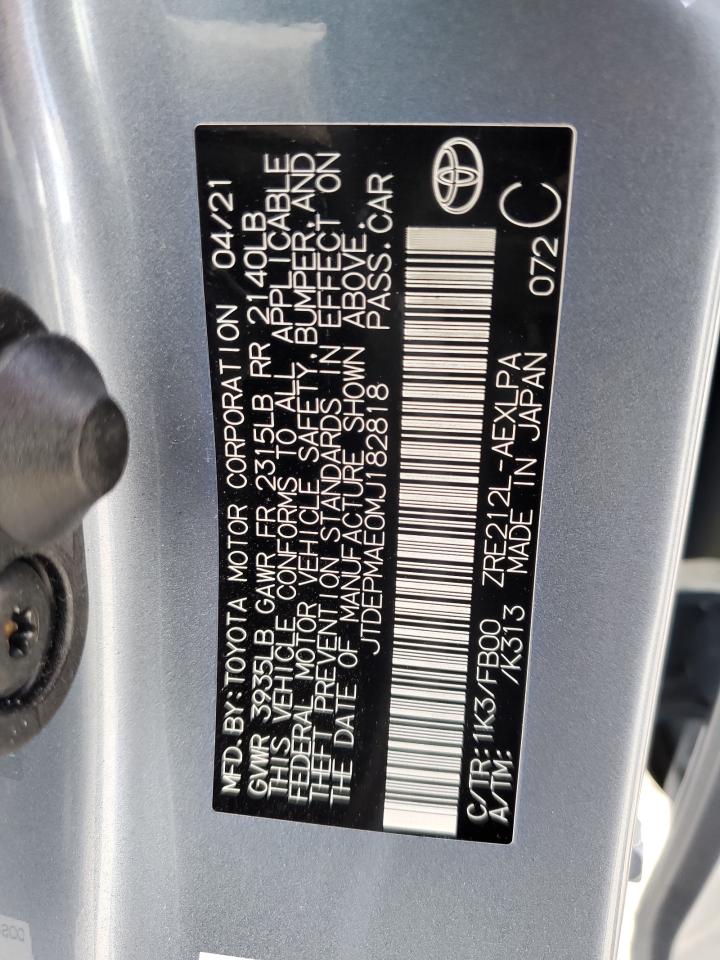 MFD.BY:TOYOTA MOTOR CORPORATION 04/21
GVWR 3935LB GAWR FR 2315LB RR 2140LB
THIS VEHICLE CONFORMS TO ALL APPLICABLE
FEDERAL MOTOR VEHICLE SAFETY,BUMPER,AND
THEFT PREVENTION STANDARDS IN EFFECT ON
THE DATE OF MANUFACTURE SHOWN ABOVE.
JTDEPMAE0MJ182818 PASS.CAR
C/TR:1K3/FB00 ZRE212L-AEXLPA
A/TM: /K313 MADE IN JAPAN
072 C